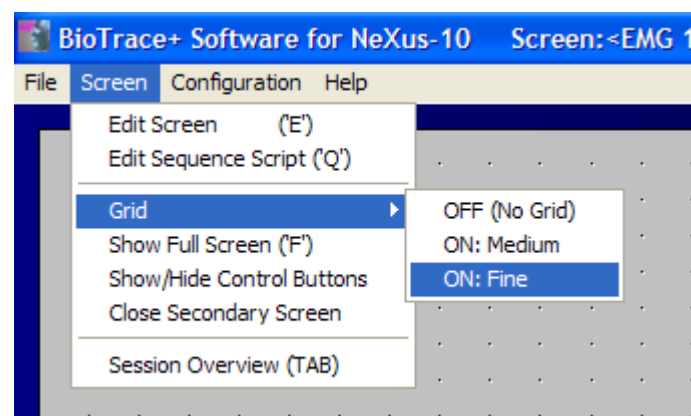 BioTrace+ Software for NeXus-10 Screen:<EMG 1
File Screen Configuration Help
Edit Screen ('E')
Edit Sequence Script ('Q')
Grid
Show Full Screen ('F')
Show/Hide Control Buttons
Close Secondary Screen
Session Overview (TAB)
OFF (No Grid)
ON: Medium
ON: Fine